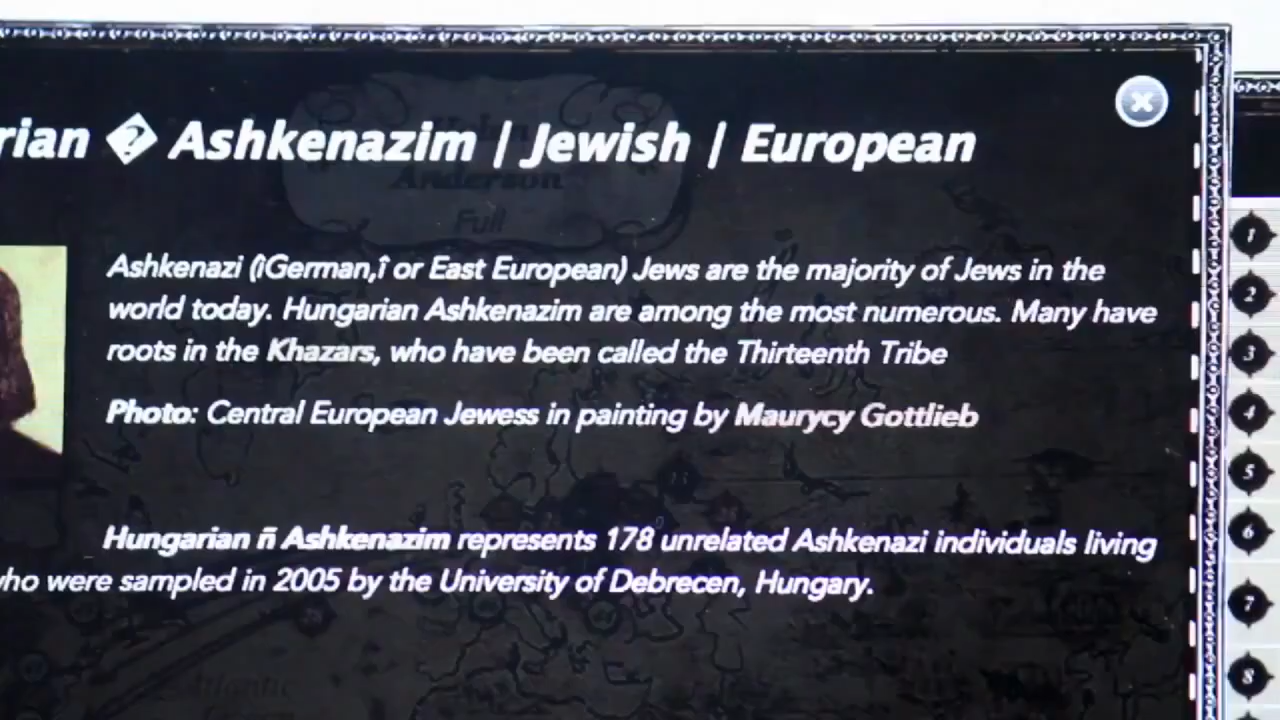 rian � Ashkenazim | Jewish | European
Anderson
Full
Ashkenazi (ìGerman,î or East European) Jews are the majority of Jews in the
world today. Hungarian Ashkenazim are among the most numerous. Many have
roots in the Khazars, who have been called the Thirteenth Tribe
Photo: Central European Jewess in painting by Maurycy Gottlieb
Hungarian ñ Ashkenazim represents 178 unrelated Ashkenazi individuals living
who were sampled in 2005 by the University of Debrecen, Hungary.
Atlantic
1
2
3
4
5
6
7
8